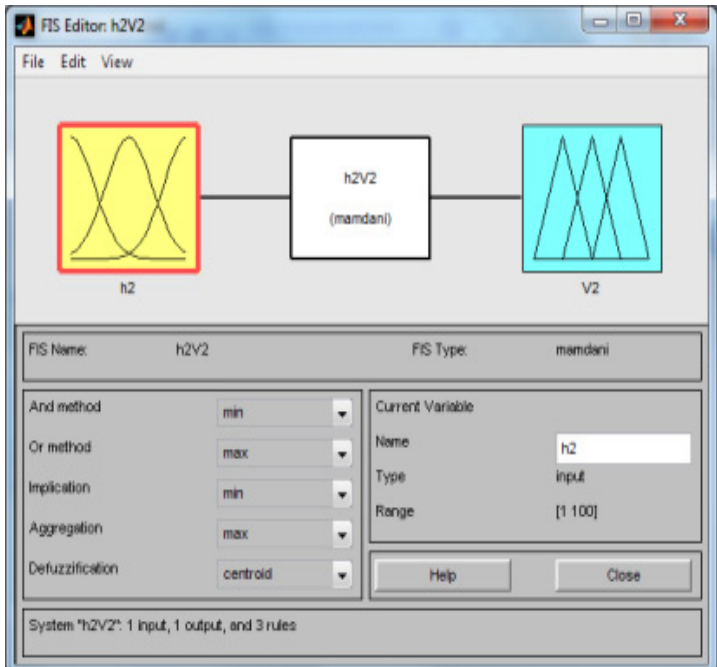 FIS Editor: h2V2
File Edit View
h2V2
(mamdani)
h2
V2
FIS Name: h2V2 FIS Type: mamdani
And method min
Or method max
Implication min
Aggregation max
Defuzzification centroid
Current Variable
Name h2
Type input
Range [1 100]
Help Close
System "h2V2": 1 input, 1 output, and 3 rules